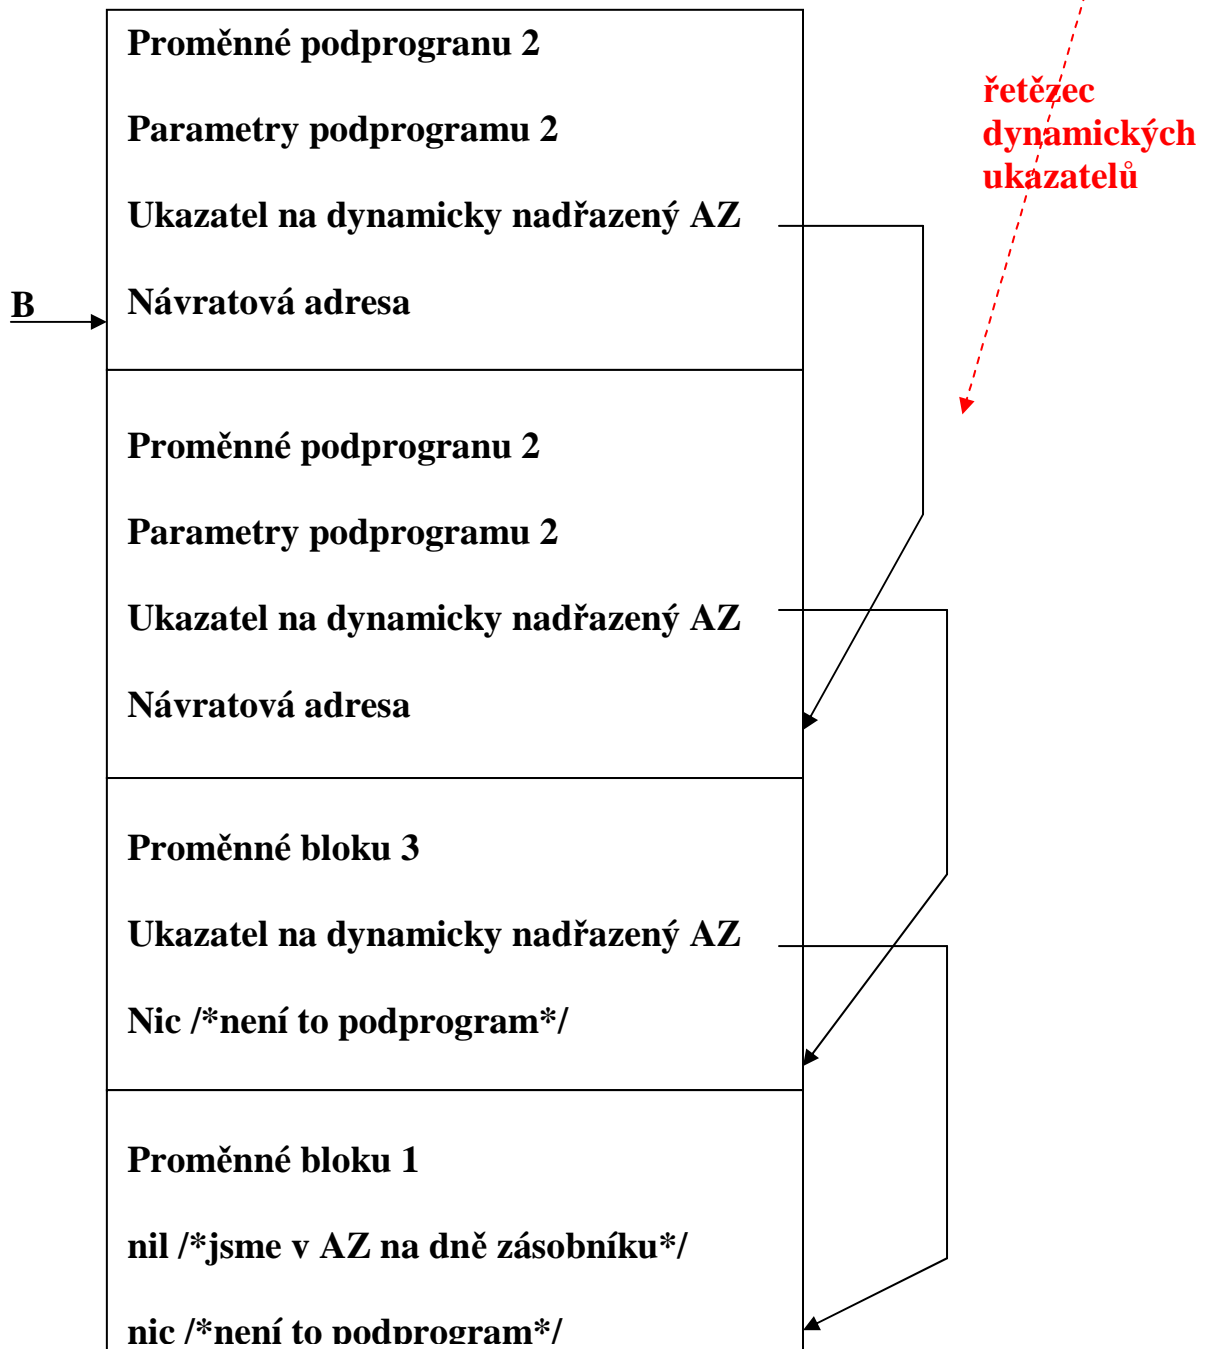 Proměnné podprogranu 2
řetězec
dynamických
ukazatelů
Parametry podprogramu 2
Ukazatel na dynamicky nadřazený AZ
B
Návratová adresa
Proměnné podprogranu 2
Parametry podprogramu 2
Ukazatel na dynamicky nadřazený AZ
Návratová adresa
Proměnné bloku 3
Ukazatel na dynamicky nadřazený AZ
Nic /*není to podprogram*/
Proměnné bloku 1
nil /*jsme v AZ na dně zásobníku*/
nic /*není to podprogram*/